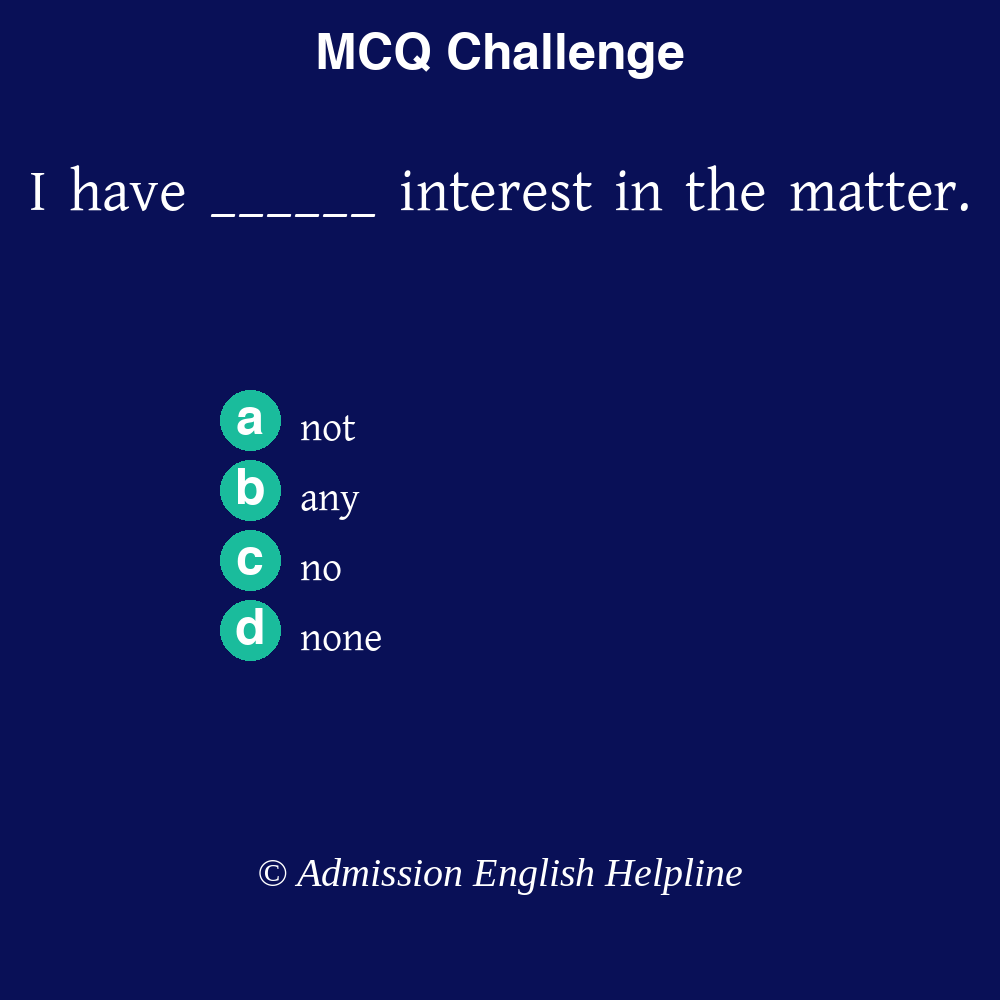 MCQ Challenge
I have ______ interest in the matter.
a not
b any
c no
d none
© Admission English Helpline